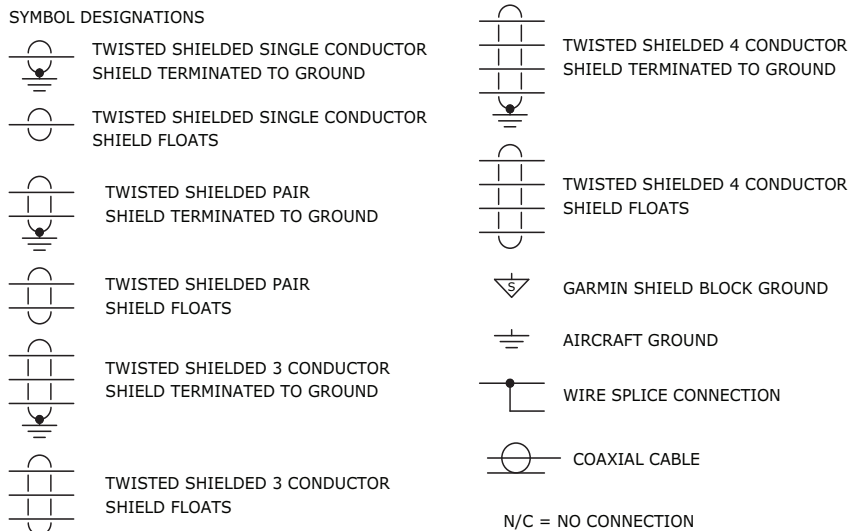 SYMBOL DESIGNATIONS
TWISTED SHIELDED SINGLE CONDUCTOR
SHIELD TERMINATED TO GROUND
TWISTED SHIELDED SINGLE CONDUCTOR
SHIELD FLOATS
TWISTED SHIELDED PAIR
SHIELD TERMINATED TO GROUND
TWISTED SHIELDED PAIR
SHIELD FLOATS
TWISTED SHIELDED 3 CONDUCTOR
SHIELD TERMINATED TO GROUND
TWISTED SHIELDED 3 CONDUCTOR
SHIELD FLOATS
TWISTED SHIELDED 4 CONDUCTOR
SHIELD TERMINATED TO GROUND
TWISTED SHIELDED 4 CONDUCTOR
SHIELD FLOATS
S
GARMIN SHIELD BLOCK GROUND
AIRCRAFT GROUND
WIRE SPLICE CONNECTION
COAXIAL CABLE
N/C = NO CONNECTION